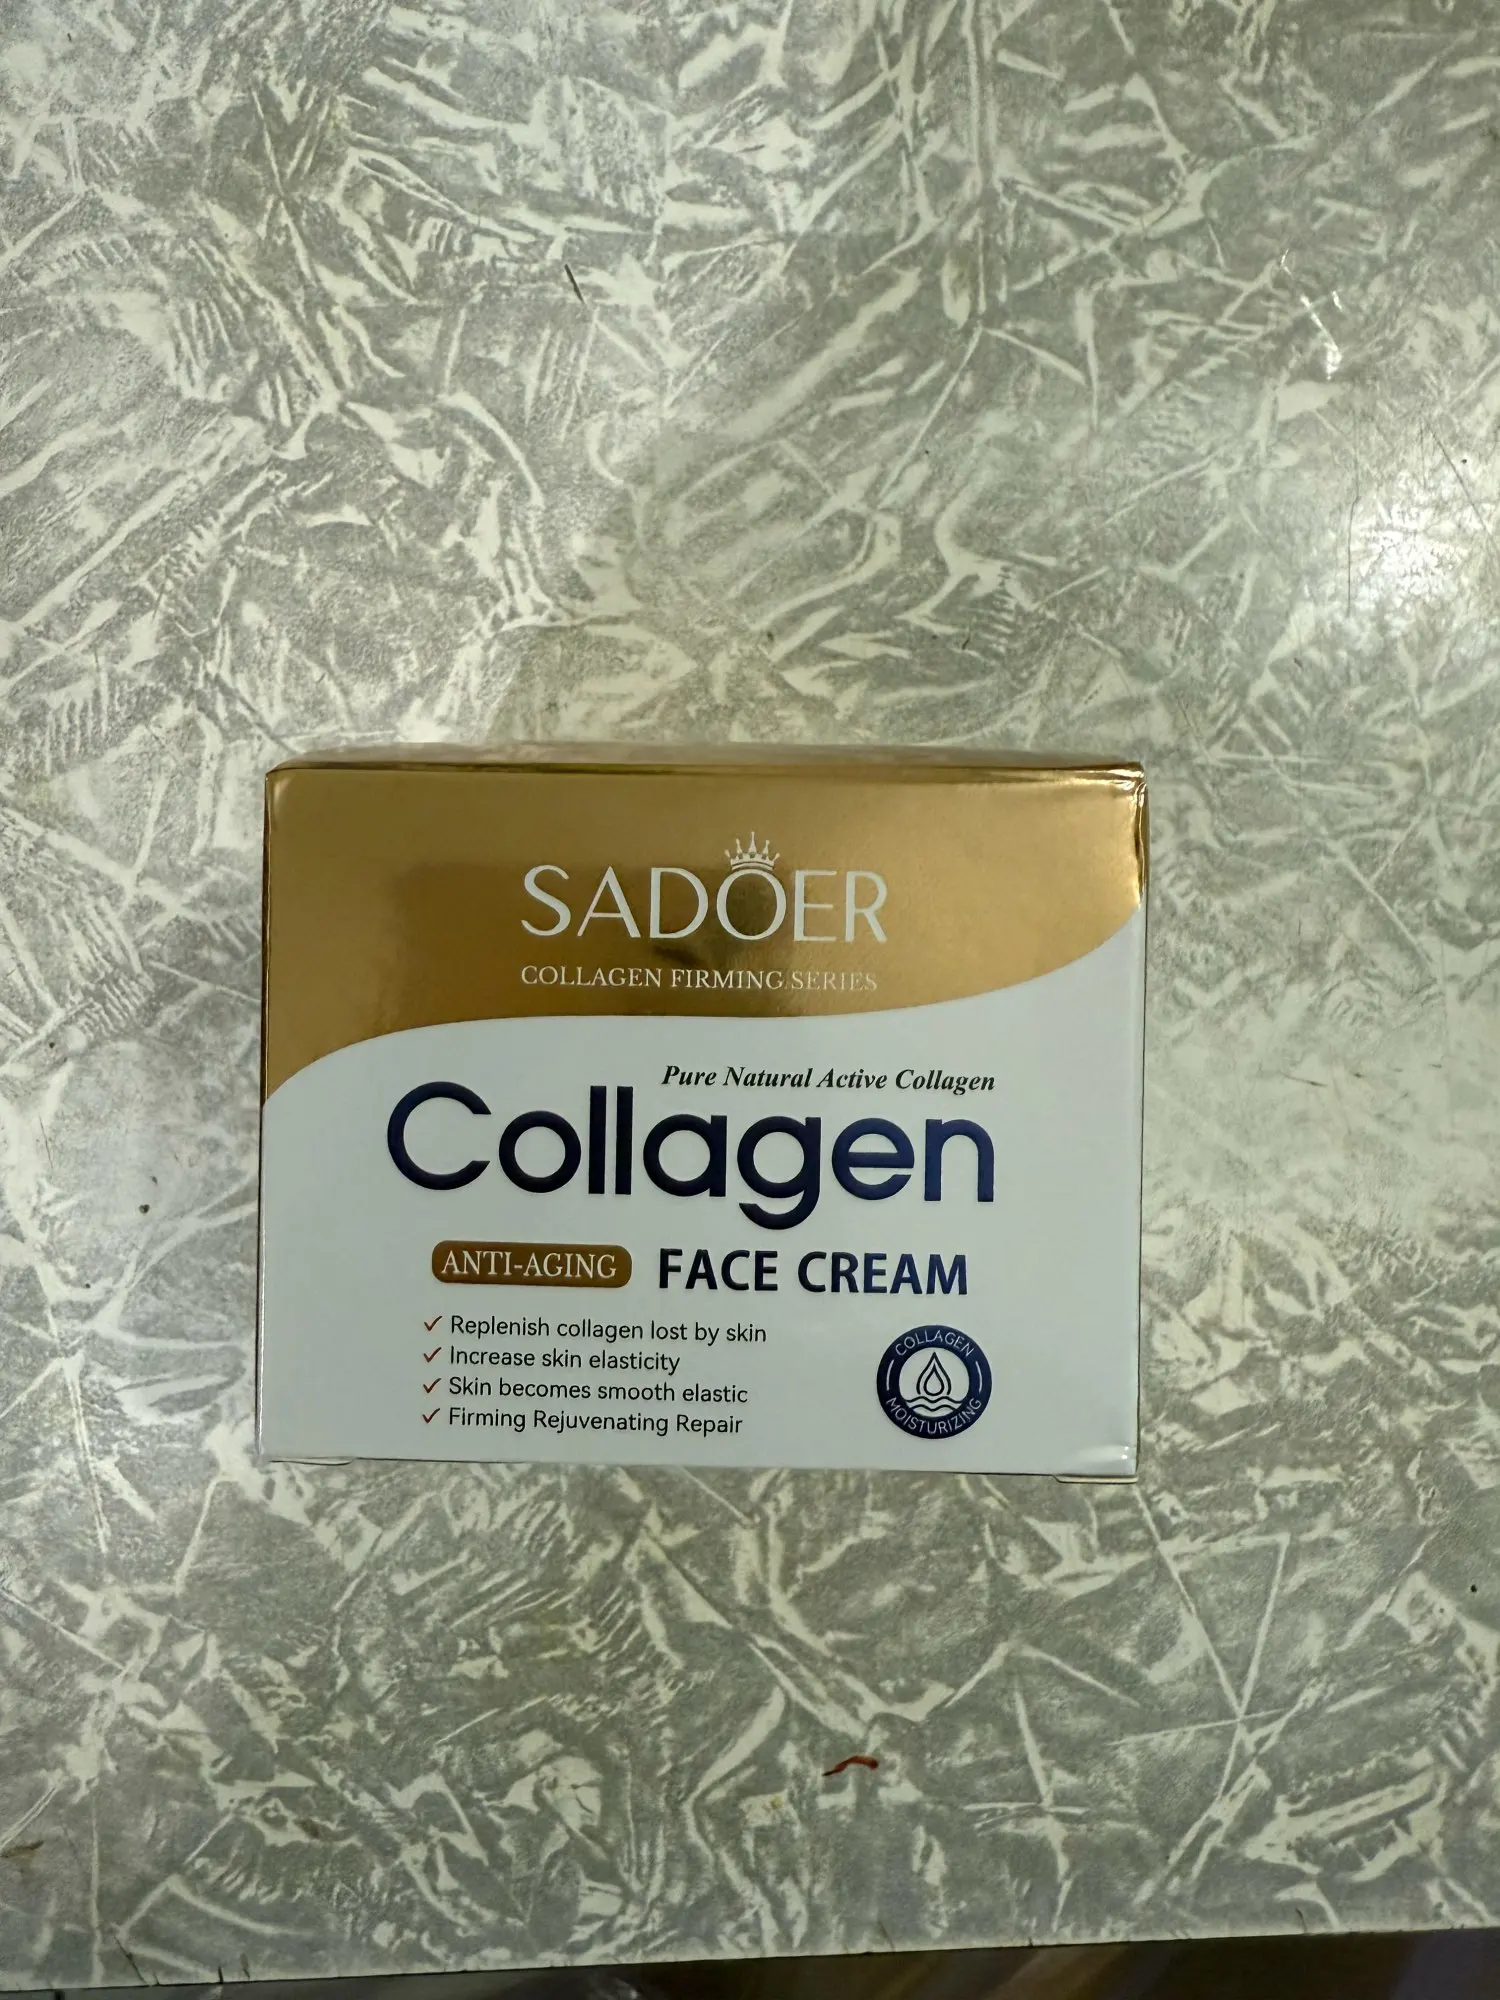 SADOER
COLLAGEN FIRMING SERIES
Pure Natural Active Collagen
Collagen
ANTI-AGING FACE CREAM
✓ Replenish collagen lost by skin
✓ Increase skin elasticity
✓ Skin becomes smooth elastic
✓ Firming Rejuvenating Repair
COLLAGEN
MOISTURIZING